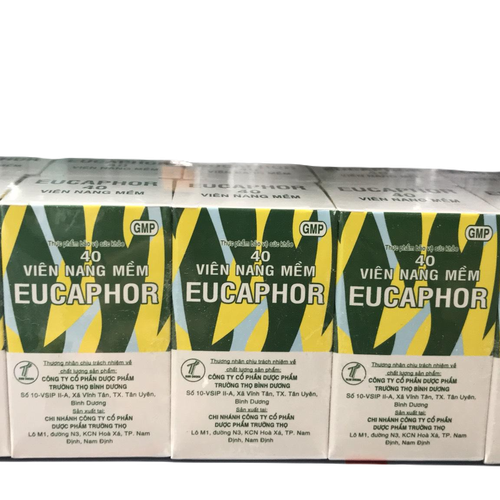 EUCAPHOR
40
VIÊN NANG MỀM
EUCAPHOR
40
VIÊN NANG MỀM
EUCAPHOR
40
VIÊN NANG MỀM
GMP
Thực phẩm bảo vệ sức khỏe
40
VIÊN NANG MỀM
EUCAPHOR
Thương nhân chịu trách nhiệm về
chất lượng sản phẩm:
CÔNG TY CỔ PHẦN DƯỢC PHẨM
TRƯỜNG THỌ BÌNH DƯƠNG
Số 10-VSIP II-A, Xã Vĩnh Tân, TX. Tân Uyên,
Bình Dương
Sản xuất tại:
CHI NHÁNH CÔNG TY CỔ PHẦN
DƯỢC PHẨM TRƯỜNG THỌ
Lô M1, đường N3, KCN Hoà Xá, TP. Nam
Định, Nam Định
GMP
Thực phẩm bảo vệ sức khỏe
40
VIÊN NANG MỀM
EUCAPHOR
Thương nhân chịu trách nhiệm về
chất lượng sản phẩm:
CÔNG TY CỔ PHẦN DƯỢC PHẨM
TRƯỜNG THỌ BÌNH DƯƠNG
Số 10-VSIP II-A, Xã Vĩnh Tân, TX. Tân Uyên,
Bình Dương
Sản xuất tại:
CHI NHÁNH CÔNG TY CỔ PHẦN
DƯỢC PHẨM TRƯỜNG THỌ
Lô M1, đường N3, KCN Hoà Xá, TP. Nam
Định, Nam Định
GMP
Thực phẩm bảo vệ sức khỏe
40
VIÊN NANG MỀM
EUCAPHOR
Thương nhân chịu trách nhiệm về
chất lượng sản phẩm:
CÔNG TY CỔ PHẦN DƯỢC PHẨM
TRƯỜNG THỌ BÌNH DƯƠNG
Số 10-VSIP II-A, Xã Vĩnh Tân, TX. Tân Uyên,
Bình Dương
Sản xuất tại:
CHI NHÁNH CÔNG TY CỔ PHẦN
DƯỢC PHẨM TRƯỜNG THỌ
Lô M1, đường N3, KCN Hoà Xá, TP. Nam
Định, Nam Định